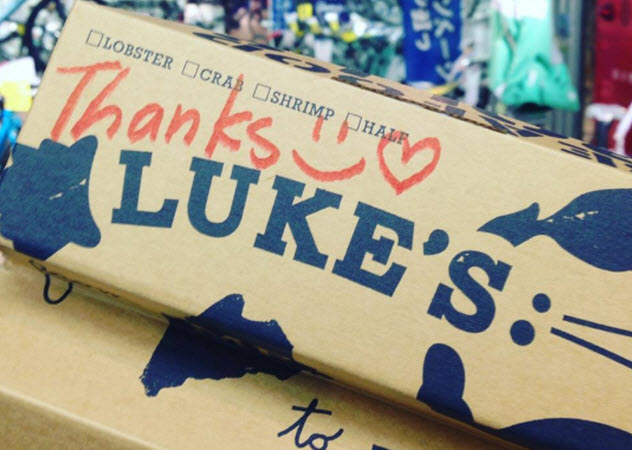 ☐LOBSTER ☐CRAB ☐SHRIMP ☐HALF
Thanks
LUKE'S
to